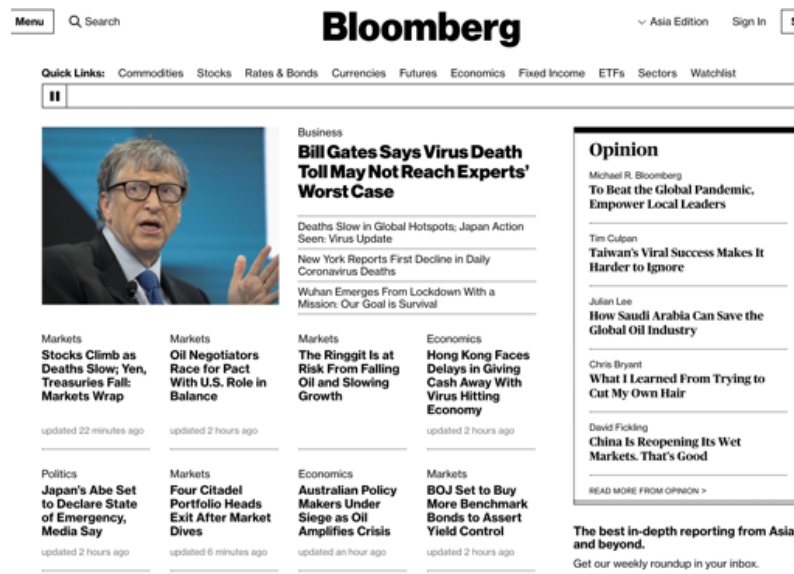 Menu
Search
Bloomberg
Asia Edition
Sign In
Quick Links: Commodities Stocks Rates & Bonds Currencies Futures Economics Fixed Income ETFs Sectors Watchlist
Business
Bill Gates Says Virus Death
Toll May Not Reach Experts'
Worst Case
Deaths Slow in Global Hotspots; Japan Action
Seen: Virus Update
New York Reports First Decline in Daily
Coronavirus Deaths
Wuhan Emerges From Lockdown With a
Mission: Our Goal is Survival
Markets
Stocks Climb as
Deaths Slow; Yen,
Treasuries Fall:
Markets Wrap
updated 22 minutes ago
Markets
Oil Negotiators
Race for Pact
With U.S. Role in
Balance
updated 2 hours ago
Markets
The Ringgit Is at
Risk From Falling
Oil and Slowing
Growth
Economics
Hong Kong Faces
Delays in Giving
Cash Away With
Virus Hitting
Economy
updated 2 hours ago
Politics
Japan's Abe Set
to Declare State
of Emergency,
Media Say
updated 2 hours ago
Markets
Four Citadel
Portfolio Heads
Exit After Market
Dives
updated 6 minutes ago
Economics
Australian Policy
Makers Under
Siege as Oil
Amplifies Crisis
updated an hour ago
Markets
BOJ Set to Buy
More Benchmark
Bonds to Assert
Yield Control
updated 2 hours ago
Opinion
Michael R. Bloomberg
To Beat the Global Pandemic,
Empower Local Leaders
Tim Culpan
Taiwan's Viral Success Makes It
Harder to Ignore
Julian Lee
How Saudi Arabia Can Save the
Global Oil Industry
Chris Bryant
What I Learned From Trying to
Cut My Own Hair
David Fickling
China Is Reopening Its Wet
Markets. That's Good
READ MORE FROM OPINION >
The best in-depth reporting from Asia
and beyond.
Get our weekly roundup in your inbox.